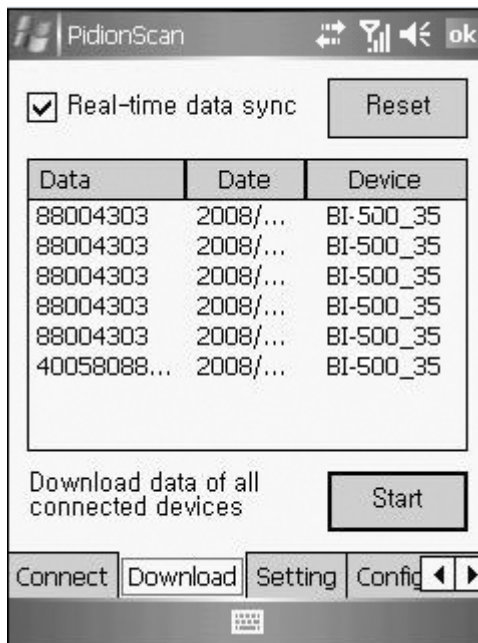 PidionScan ok
Real-time data sync Reset
Data Date Device
88004303 2008/... BI-500_35
88004303 2008/... BI-500_35
88004303 2008/... BI-500_35
88004303 2008/... BI-500_35
88004303 2008/... BI-500_35
40058088... 2008/... BI-500_35
Download data of all
connected devices
Start
Connect Download Setting Config